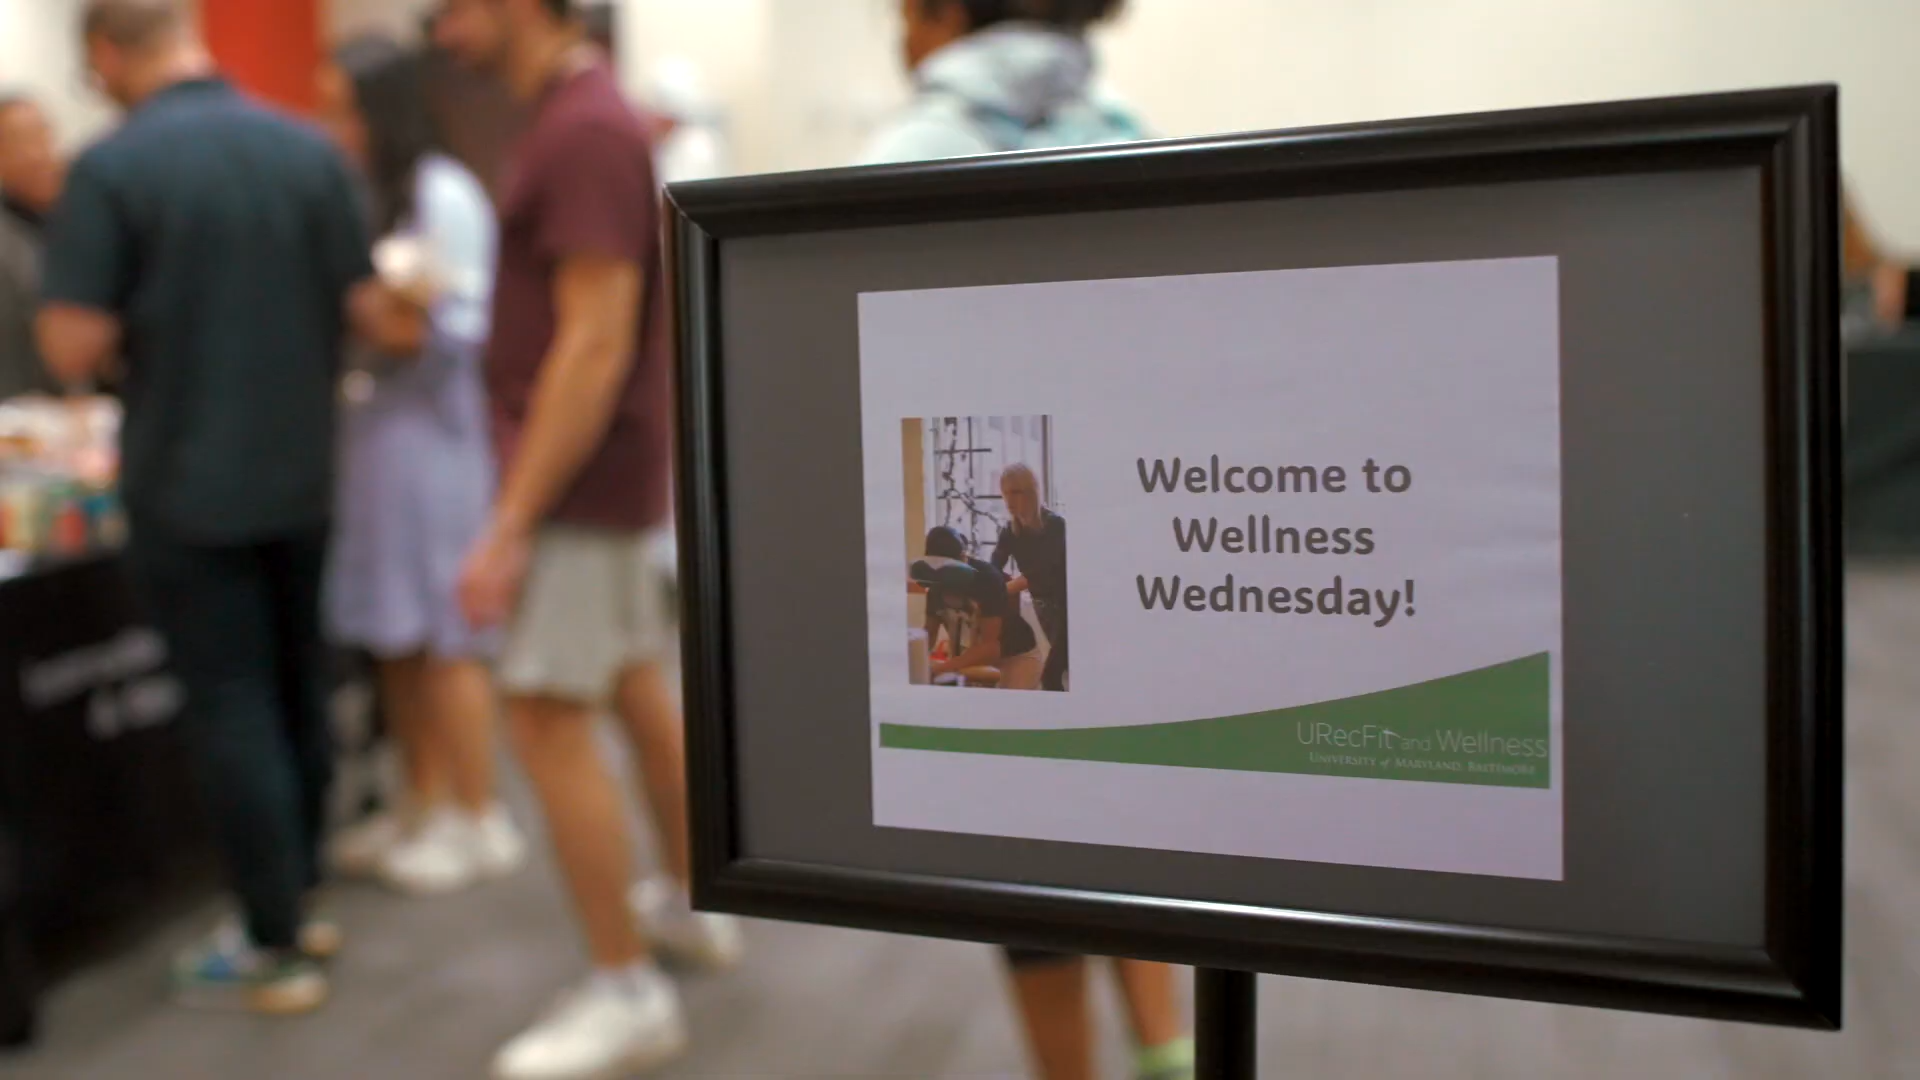 Welcome to
Wellness
Wednesday!
URecFit and Wellness
UNIVERSITY of MARYLAND, BALTIMORE